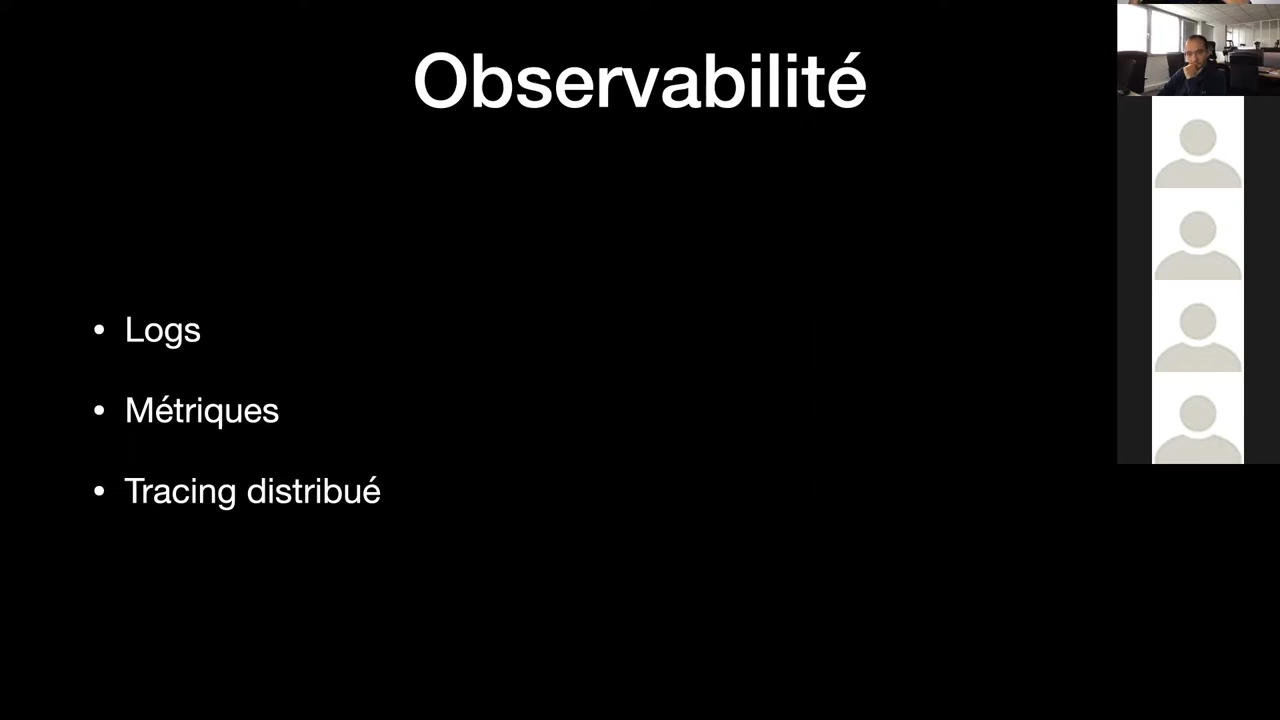 Observabilité
• Logs
• Métriques
• Tracing distribué